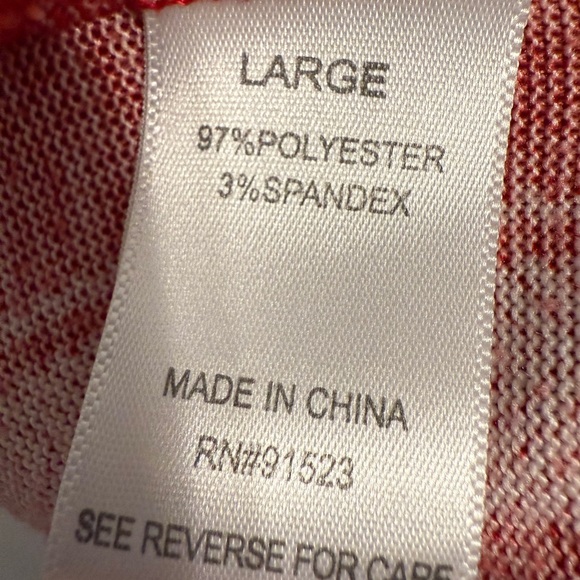 LARGE
97%POLYESTER
3%SPANDEX
MADE IN CHINA
RN#91523
SEE REVERSE FOR CARE